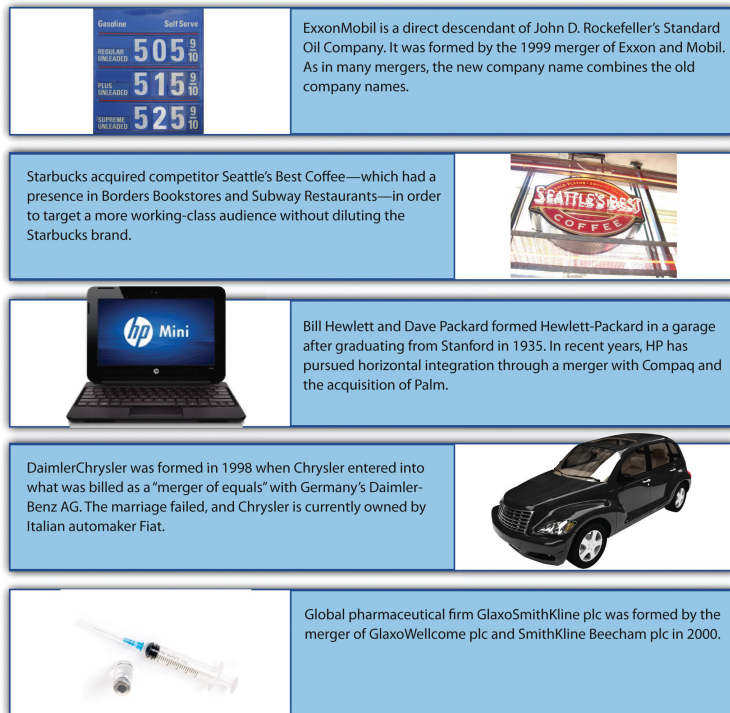 Gasoline Self Serve
REGULAR
UNLEADED 505 9/10
PLUS
UNLEADED 515 9/10
SUPREME
UNLEADED 525 9/10
ExxonMobil is a direct descendant of John D. Rockefeller’s Standard
Oil Company. It was formed by the 1999 merger of Exxon and Mobil.
As in many mergers, the new company name combines the old
company names.
Starbucks acquired competitor Seattle’s Best Coffee—which had a
presence in Borders Bookstores and Subway Restaurants—in order
to target a more working-class audience without diluting the
Starbucks brand.
SEATTLE'S BEST
COFFEE
hp Mini
hp
Bill Hewlett and Dave Packard formed Hewlett-Packard in a garage
after graduating from Stanford in 1935. In recent years, HP has
pursued horizontal integration through a merger with Compaq and
the acquisition of Palm.
DaimlerChrysler was formed in 1998 when Chrysler entered into
what was billed as a “merger of equals” with Germany’s Daimler-
Benz AG. The marriage failed, and Chrysler is currently owned by
Italian automaker Fiat.
Global pharmaceutical firm GlaxoSmithKline plc was formed by the
merger of GlaxoWellcome plc and SmithKline Beecham plc in 2000.